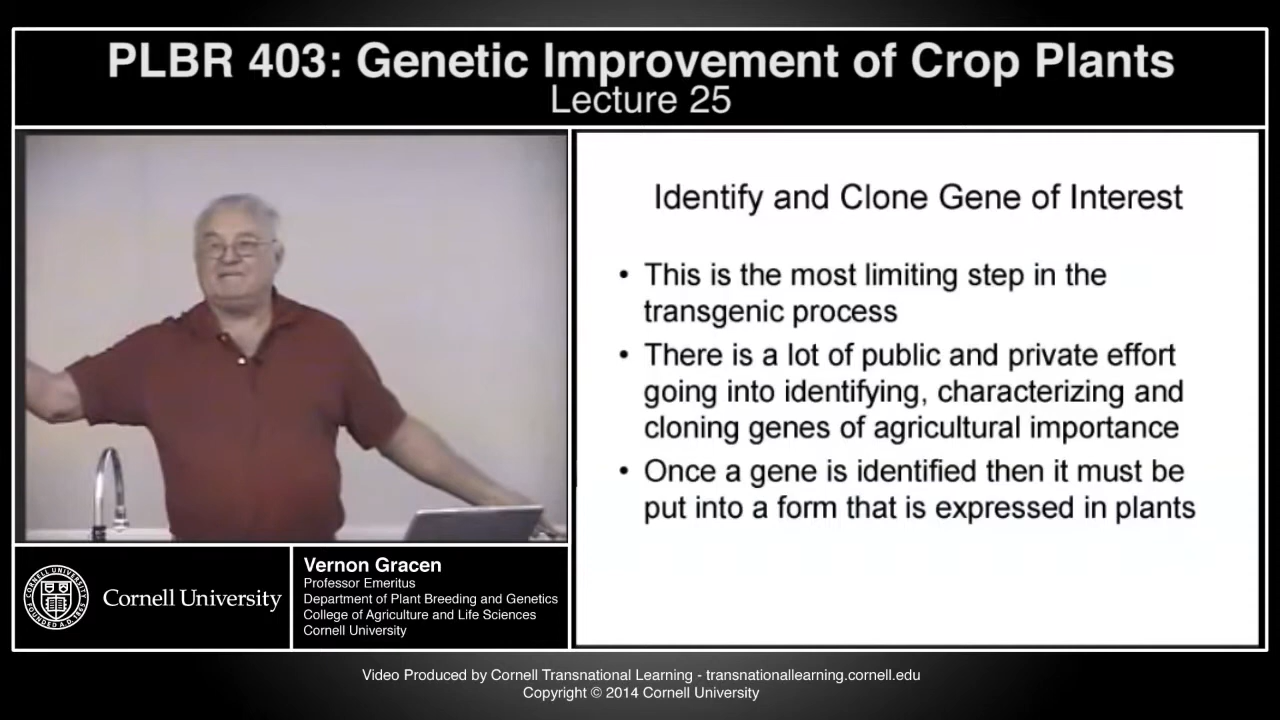 PLBR 403: Genetic Improvement of Crop Plants
Lecture 25
Identify and Clone Gene of Interest
• This is the most limiting step in the
transgenic process
• There is a lot of public and private effort
going into identifying, characterizing and
cloning genes of agricultural importance
• Once a gene is identified then it must be
put into a form that is expressed in plants
Cornell University
Vernon Gracen
Professor Emeritus
Department of Plant Breeding and Genetics
College of Agriculture and Life Sciences
Cornell University
Video Produced by Cornell Transnational Learning - transnationallearning.cornell.edu
Copyright © 2014 Cornell University